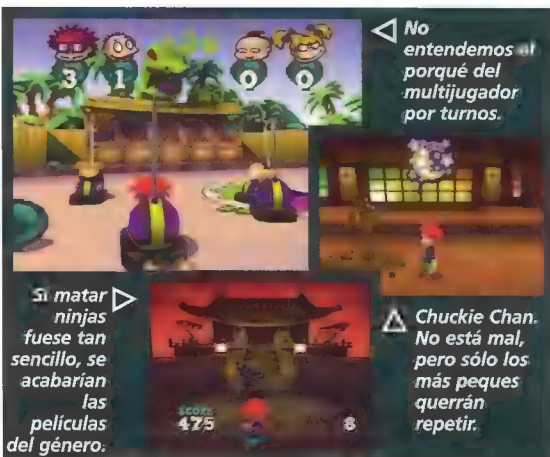 3 1 0 0
No
entendemos el
porqué del
multijugador
por turnos.
Si matar
ninjas
fuese tan
sencillo, se
acabarían
las
películas
del género.
SCORE
475 8
Chuckie Chan.
No está mal,
pero sólo los
más peques
querrán
repetir.